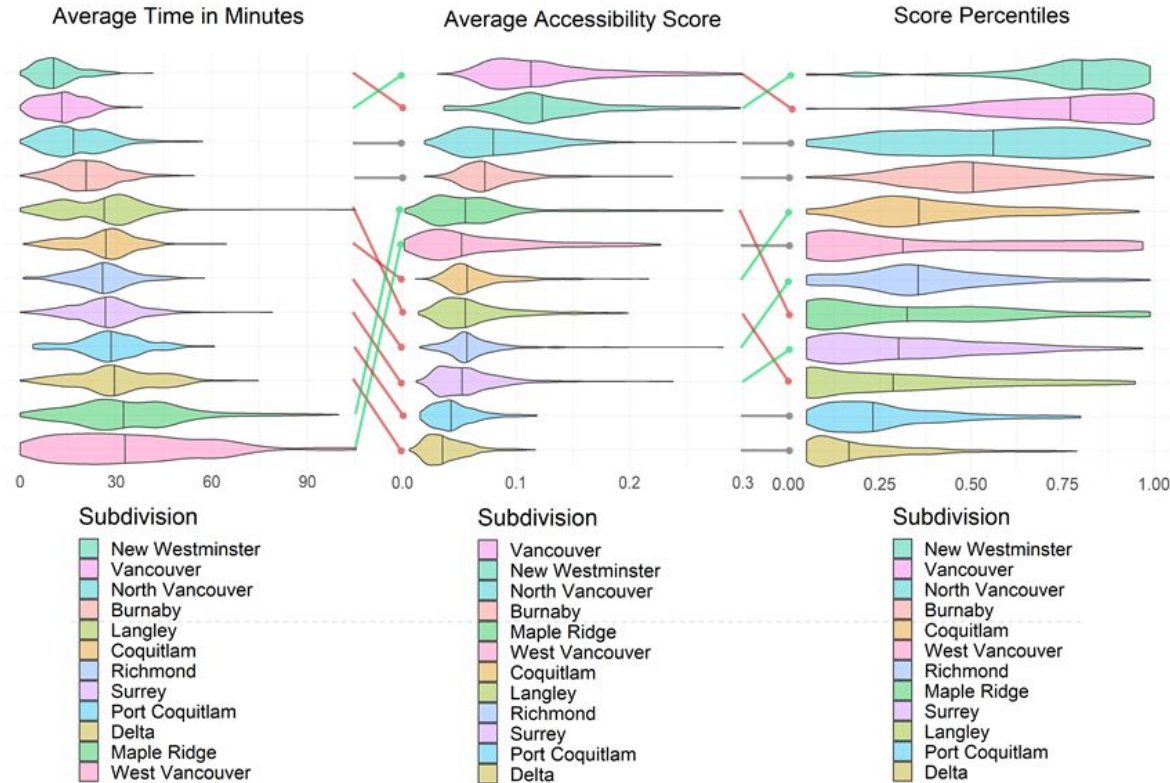 Average Time in Minutes
Average Accessibility Score
Score Percentiles
0 30 60 90
0.0 0.1 0.2 0.3
0.00 0.25 0.50 0.75 1.00
Subdivision
New Westminster
Vancouver
North Vancouver
Burnaby
Langley
Coquitlam
Richmond
Surrey
Port Coquitlam
Delta
Maple Ridge
West Vancouver
Subdivision
Vancouver
New Westminster
North Vancouver
Burnaby
Maple Ridge
West Vancouver
Coquitlam
Langley
Richmond
Surrey
Port Coquitlam
Delta
Subdivision
New Westminster
Vancouver
North Vancouver
Burnaby
Coquitlam
West Vancouver
Richmond
Maple Ridge
Surrey
Langley
Port Coquitlam
Delta